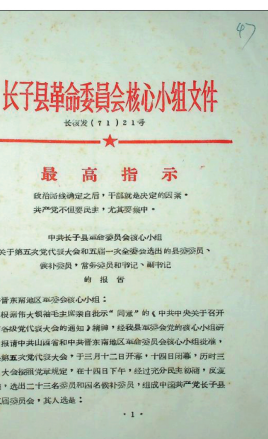 47
长子县革命委員会核心小组文件
长革发(71)21号
最高指示
政治路线确定之后,干部就是决定的因素。
共产党不但要民主,尤其要集中。
中共长子县革命委员会核心小组
关于第五次党代表大会和五届一次全委会选出的县委委员、
候补委员,常务委员和书记、副书记
的报告
晋东南地区革委会核心小组:
根据伟大领袖毛主席亲自批示"同意"的《中共中央关于召开
各级党代表大会的通知》精神,经我县革委会党的核心小组研
报请中共山西省和中共晋东南地区革委会核心小组批准,
第五次党代表大会,于三月十二日开幕,十四日闭幕,历时三
大会根据党章规定,在十四日下午,经过充分民主协商,反复
,选出二十三名委员和四名候补委员,组成中国共产党长子县
届委员会,其人选是:
·1·